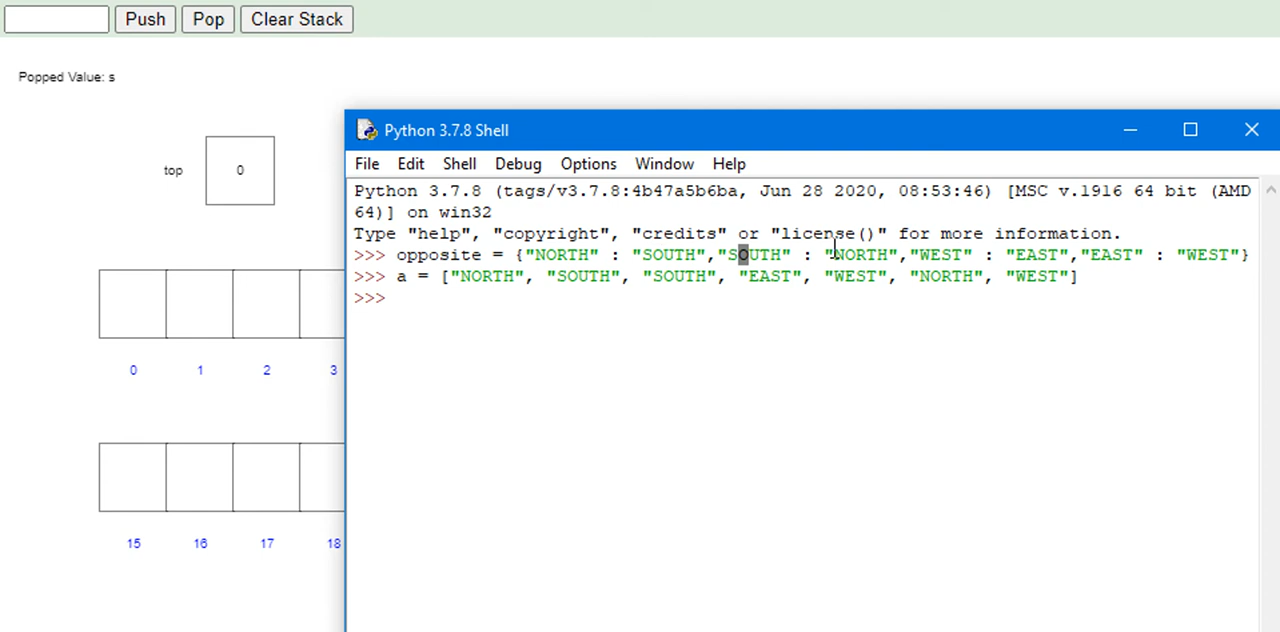 Push Pop Clear Stack
Popped Value: s
top 0
0 1 2 3
15 16 17 18
Python 3.7.8 Shell
File Edit Shell Debug Options Window Help
Python 3.7.8 (tags/v3.7.8:4b47a5b6ba, Jun 28 2020, 08:53:46) [MSC v.1916 64 bit (AMD
64)] on win32
Type "help", "copyright", "credits" or "license()" for more information.
>>> opposite = {"NORTH" : "SOUTH","SOUTH" : "NORTH","WEST" : "EAST","EAST" : "WEST"}
>>> a = ["NORTH", "SOUTH", "SOUTH", "EAST", "WEST", "NORTH", "WEST"]
>>>